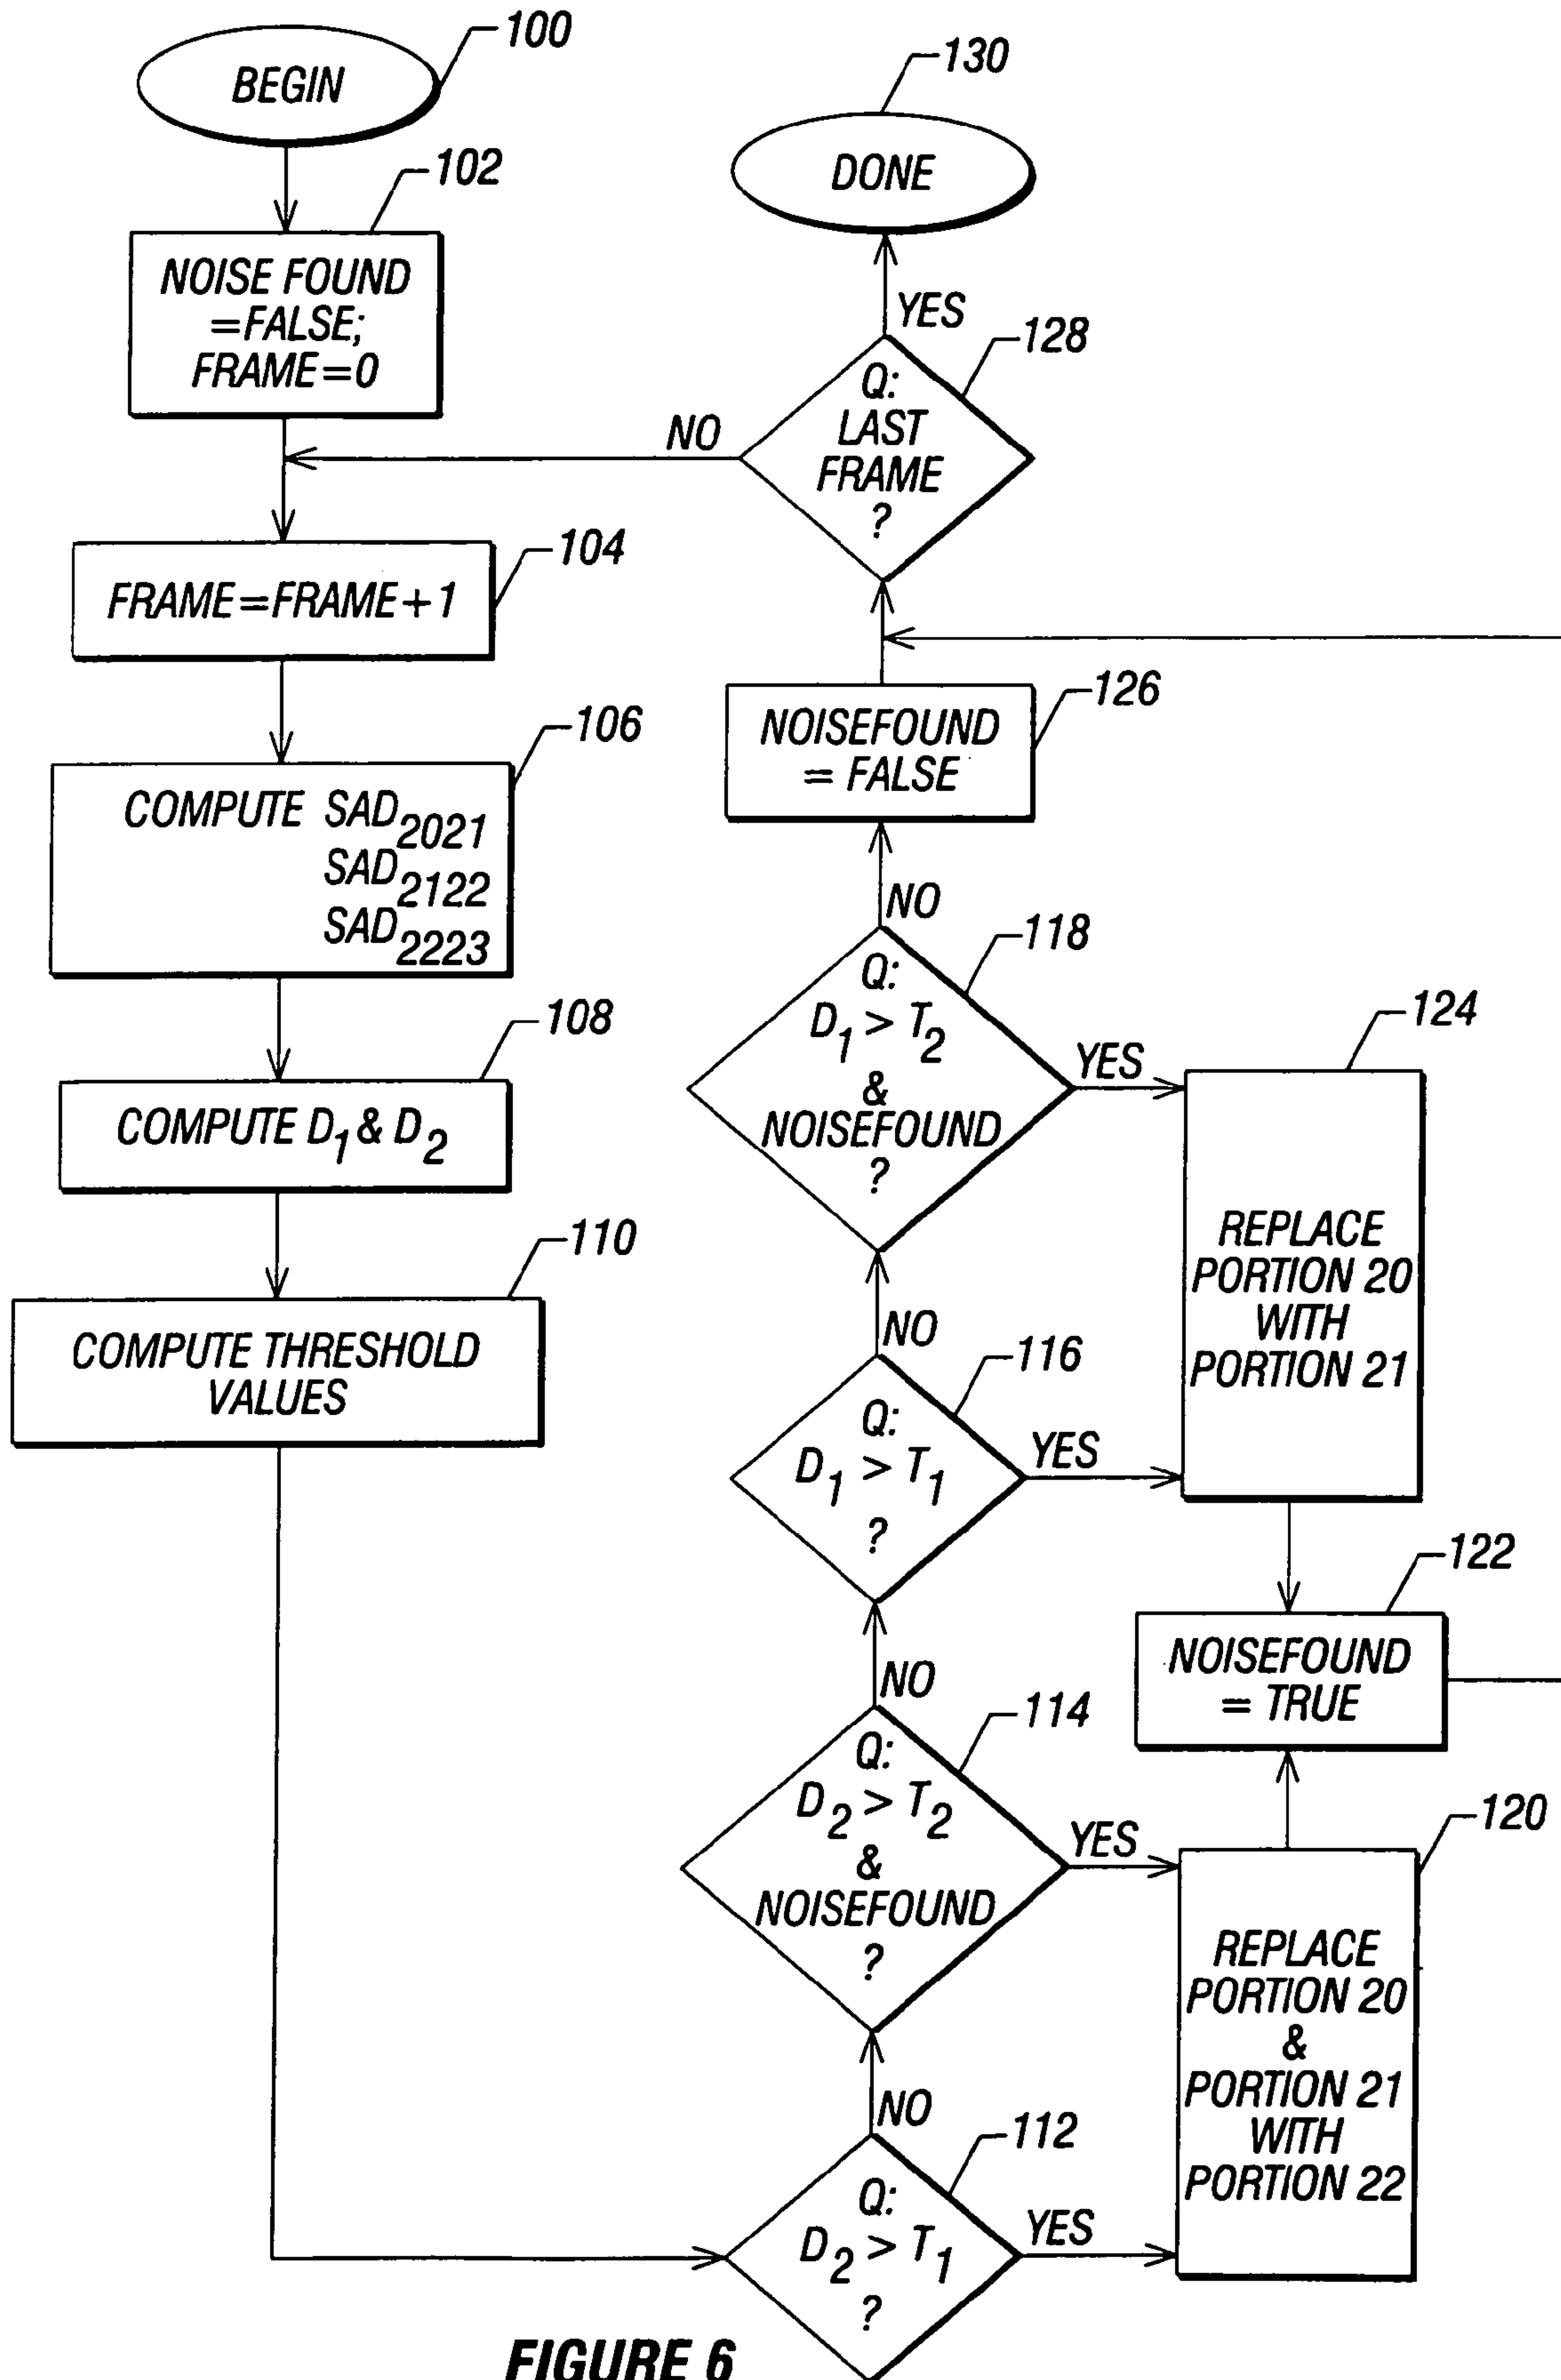 BEGIN
100
102
NOISE FOUND
=FALSE;
FRAME=0
104
FRAME=FRAME+1
106
COMPUTE SAD2021
SAD2122
SAD2223
108
COMPUTE D1 & D2
110
COMPUTE THRESHOLD
VALUES
130
DONE
YES
128
Q:
LAST
FRAME
?
NO
126
NOISEFOUND
= FALSE
NO
118
Q:
D1 > T2
&
NOISEFOUND
?
YES
124
REPLACE
PORTION 20
WITH
PORTION 21
NO
116
Q:
D1 > T1
?
YES
122
NOISEFOUND
= TRUE
NO
114
Q:
D2 > T2
&
NOISEFOUND
?
YES
120
REPLACE
PORTION 20
&
PORTION 21
WITH
PORTION 22
NO
112
Q:
D2 > T1
?
YES
FIGURE 6